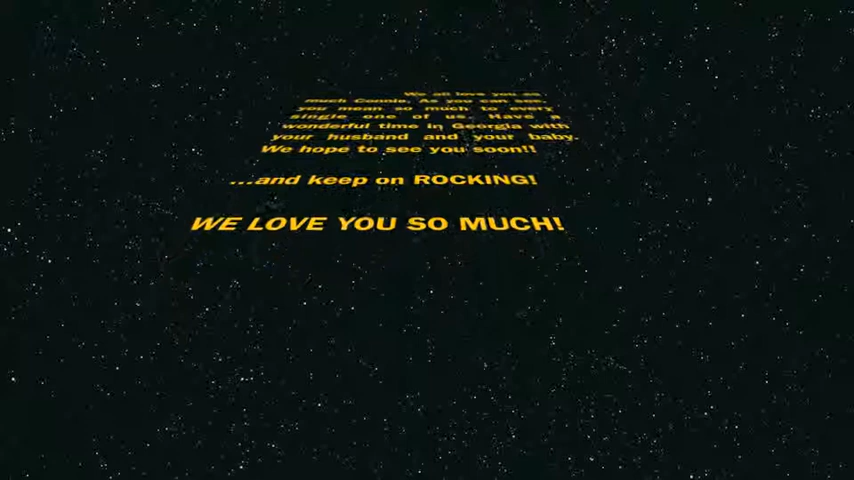 We all love you so
much Connie. As you can see,
you mean so much to every
single one of us. Have a
wonderful time in Georgia with
your husband and your baby.
We hope to see you soon!!
...and keep on ROCKING!
WE LOVE YOU SO MUCH!